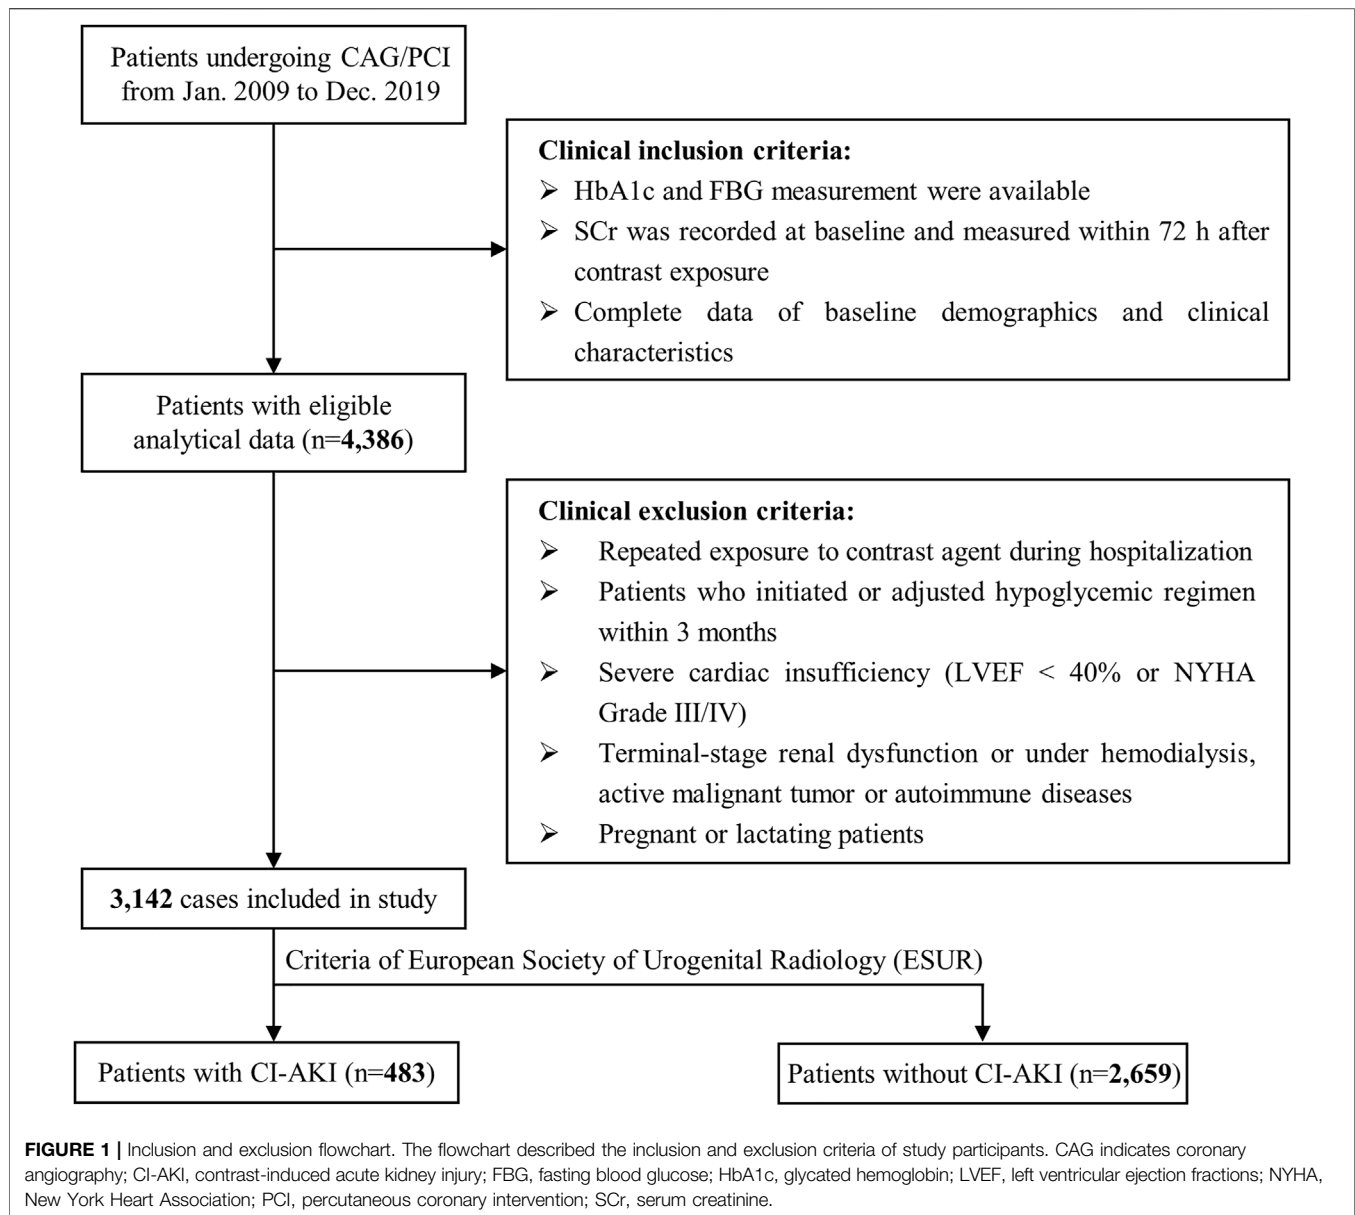 Patients undergoing CAG/PCI
from Jan. 2009 to Dec. 2019
Clinical inclusion criteria:
➢ HbA1c and FBG measurement were available
➢ SCr was recorded at baseline and measured within 72 h after
contrast exposure
➢ Complete data of baseline demographics and clinical
characteristics
Patients with eligible
analytical data (n=4,386)
Clinical exclusion criteria:
➢ Repeated exposure to contrast agent during hospitalization
➢ Patients who initiated or adjusted hypoglycemic regimen
within 3 months
➢ Severe cardiac insufficiency (LVEF < 40% or NYHA
Grade III/IV)
➢ Terminal-stage renal dysfunction or under hemodialysis,
active malignant tumor or autoimmune diseases
➢ Pregnant or lactating patients
3,142 cases included in study
Criteria of European Society of Urogenital Radiology (ESUR)
Patients with CI-AKI (n=483)
Patients without CI-AKI (n=2,659)
FIGURE 1 | Inclusion and exclusion flowchart. The flowchart described the inclusion and exclusion criteria of study participants. CAG indicates coronary
angiography; CI-AKI, contrast-induced acute kidney injury; FBG, fasting blood glucose; HbA1c, glycated hemoglobin; LVEF, left ventricular ejection fractions; NYHA,
New York Heart Association; PCI, percutaneous coronary intervention; SCr, serum creatinine.